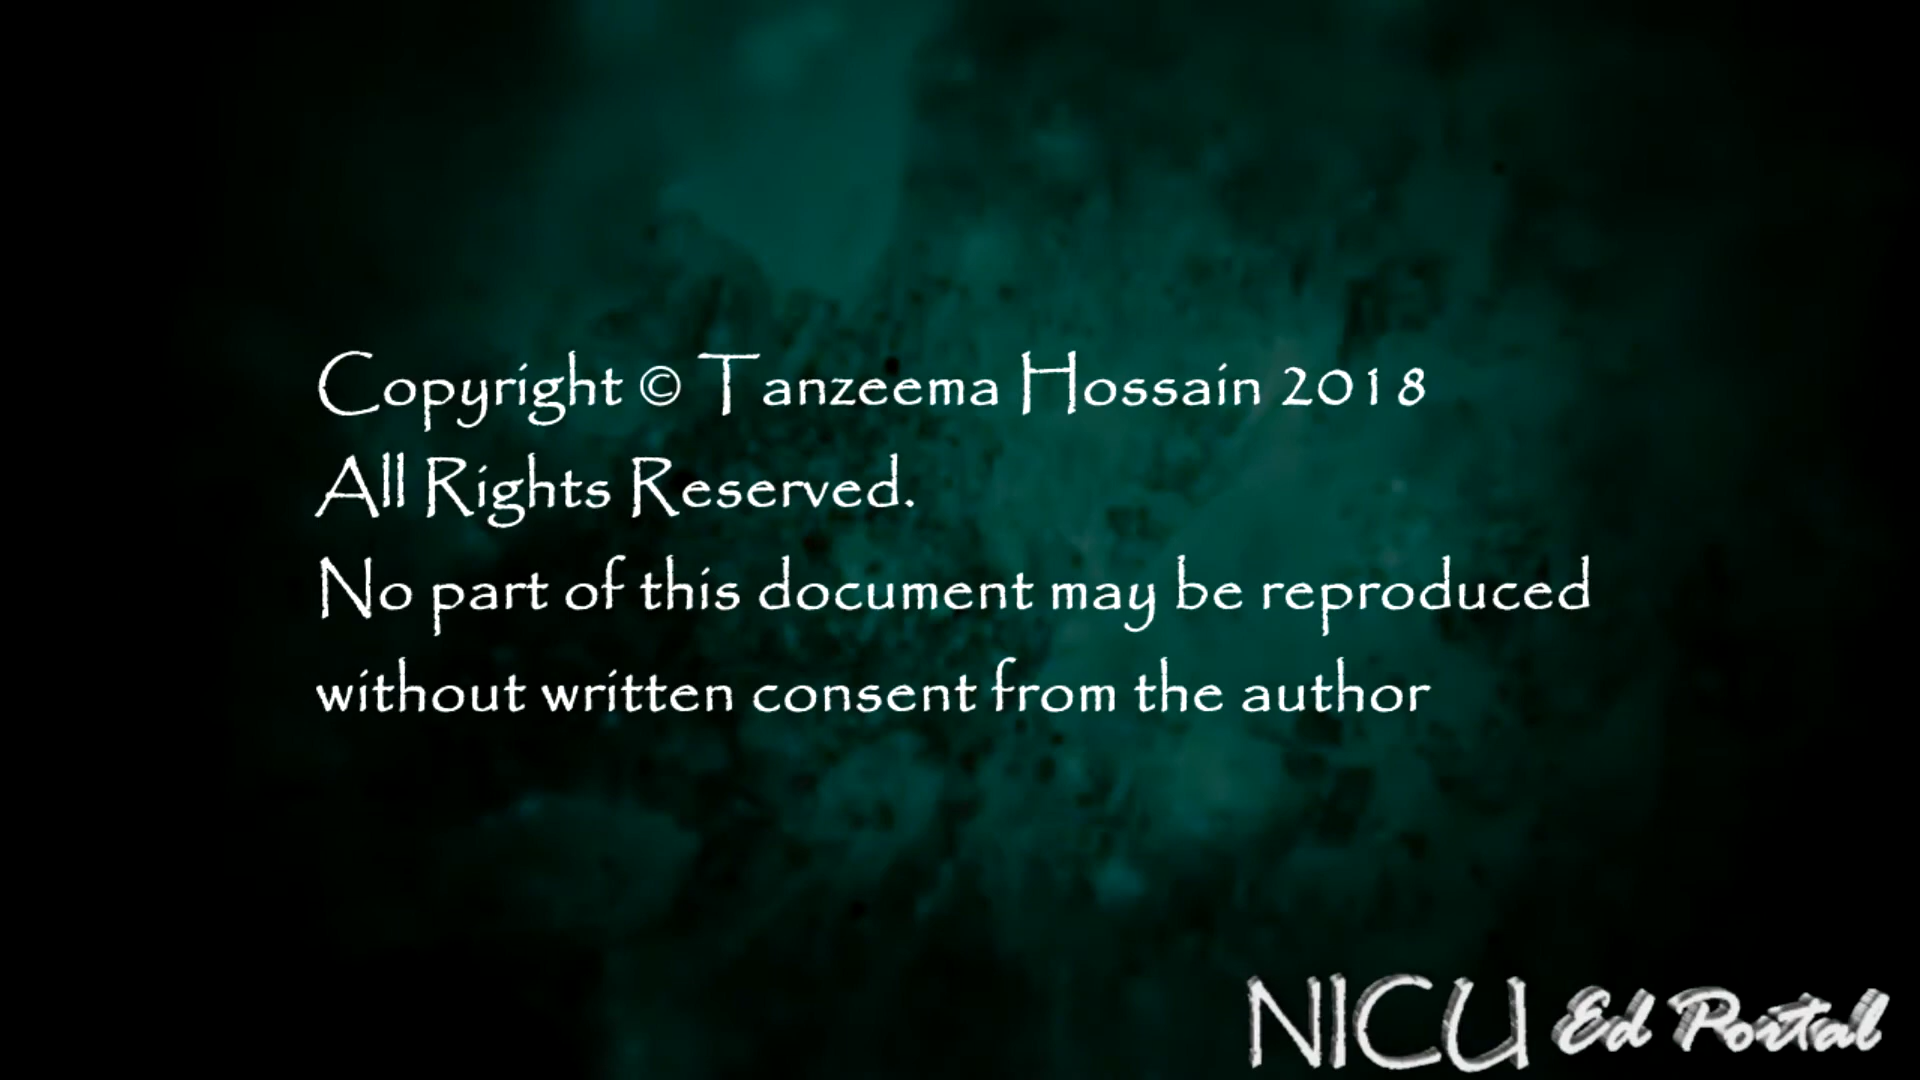 Copyright © Tanzeema Hossain 2018
All Rights Reserved.
No part of this document may be reproduced
without written consent from the author
NICU Ed Portal